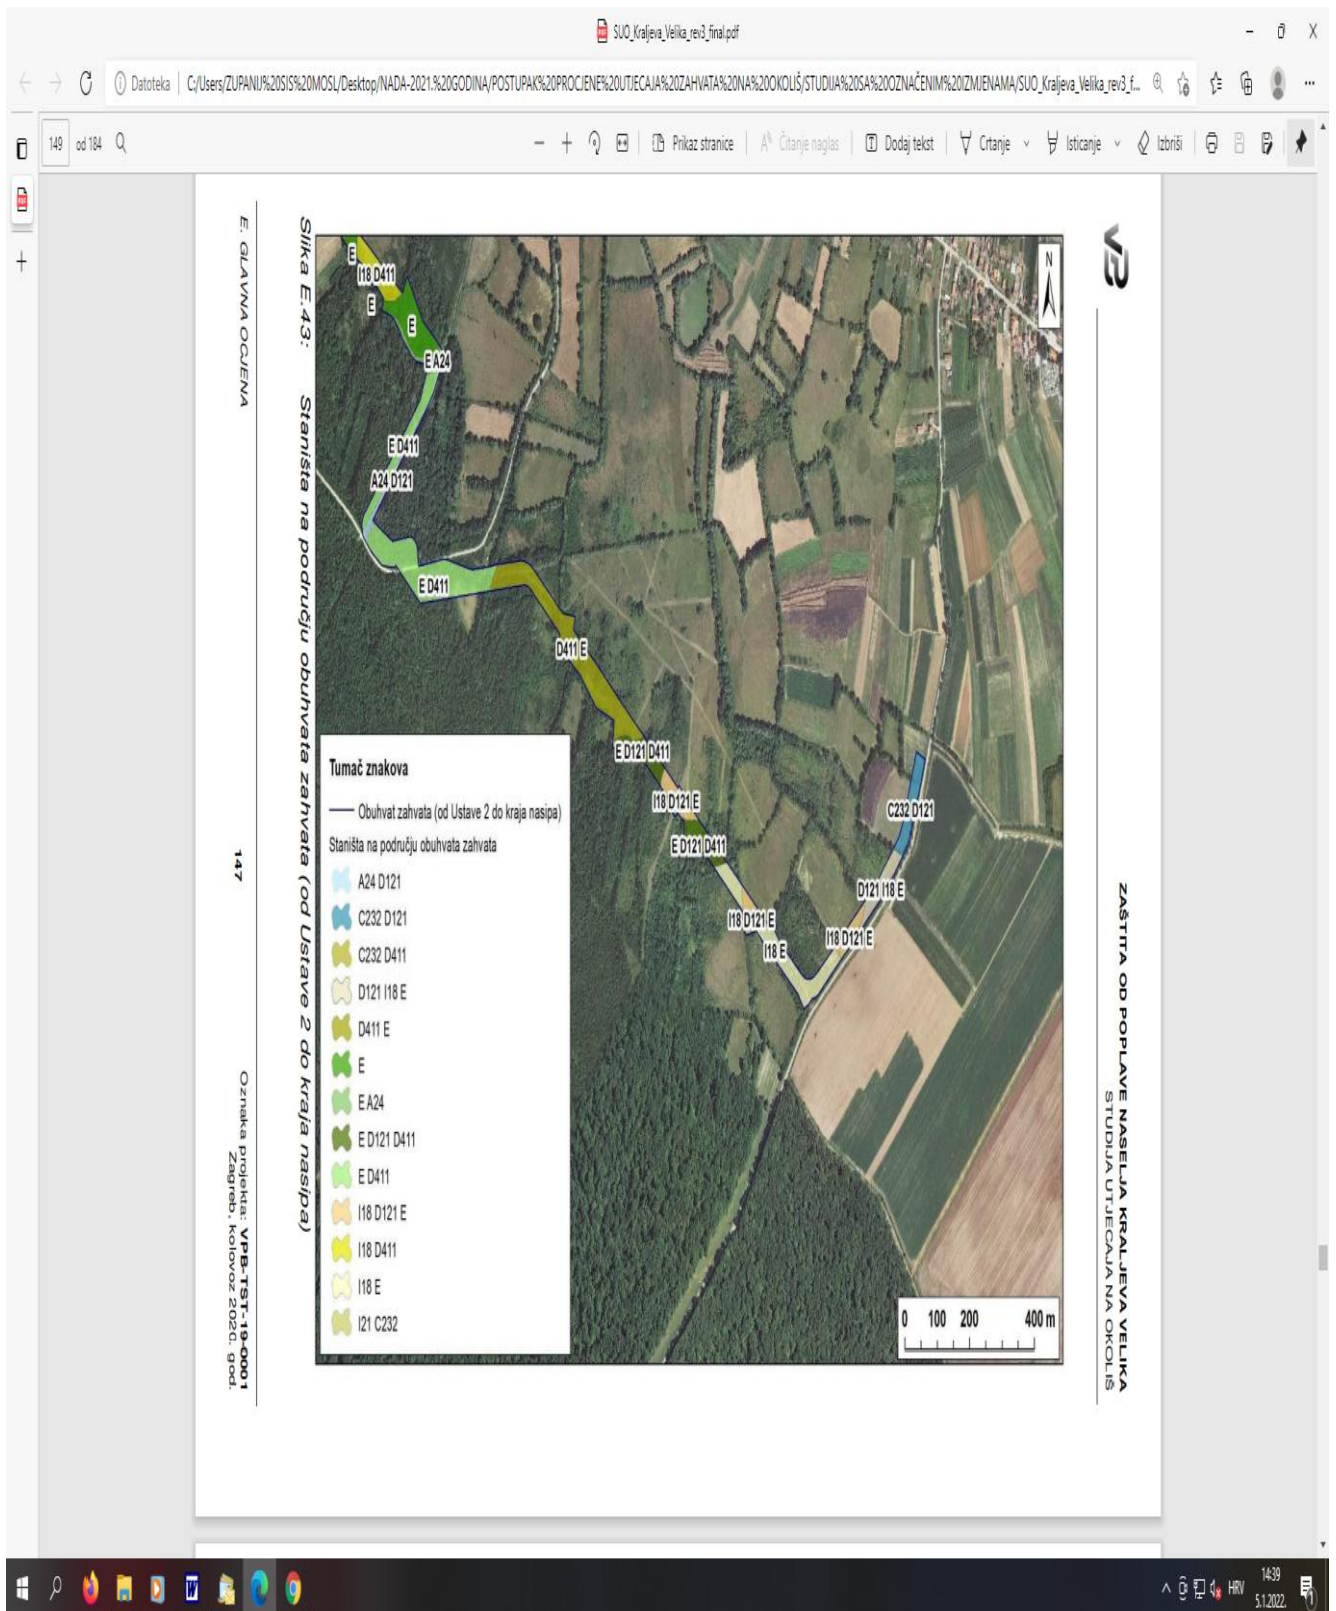 SUO_Kraljeva_Velika_rev3_final.pdf
Datoteka
C:/Users/ZUPANIJ%20SIS%20MOSL/Desktop/NADA-2021.%20GODINA/POSTUPAK%20PROCJENE%20UTJECAJA%20ZAHVATA%20NA%20OKOLIŠ/STUDIJA%20SA%20OZNAČENIM%20IZMJENAMA/SUO_Kraljeva_Velika_rev3_f...
149 od 184
Prikaz stranice
Čitanje naglas
Dodaj tekst
Crtanje
Isticanje
Izbriši
ZAŠTITA OD POPLAVE NASELJA KRALJEVA VELIKA
STUDIJA UTJECAJA NA OKOLIŠ
N
E
I18 D411
E
E
E A24
E D411
A24 D121
E D411
D411 E
E D121 D411
I18 D121 E
E D121 D411
I18 D121 E
I18 E
I18 D121 E
D121 I18 E
C232 D121
Tumač znakova
Obuhvat zahvata (od Ustave 2 do kraja nasipa)
Staništa na području obuhvata zahvata
A24 D121
C232 D121
C232 D411
D121 I18 E
D411 E
E
E A24
E D121 D411
E D411
I18 D121 E
I18 D411
I18 E
I21 C232
0 100 200 400 m
Slika E.43: Staništa na području obuhvata zahvata (od Ustave 2 do kraja nasipa)
E. GLAVNA OCJENA
147
Oznaka projekta: VPB-TST-19-0001
Zagreb, kolovoz 2020. god.
HRV
14:39
5.1.2022.
1